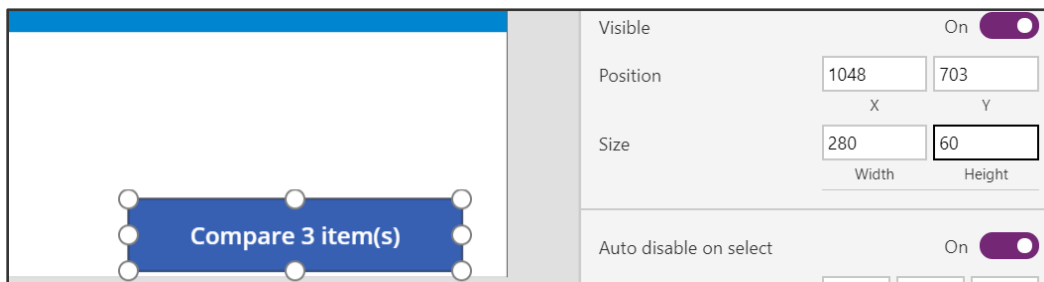 Visible On
Position 1048 703
X Y
Size 280 60
Width Height
Compare 3 item(s)
Auto disable on select On